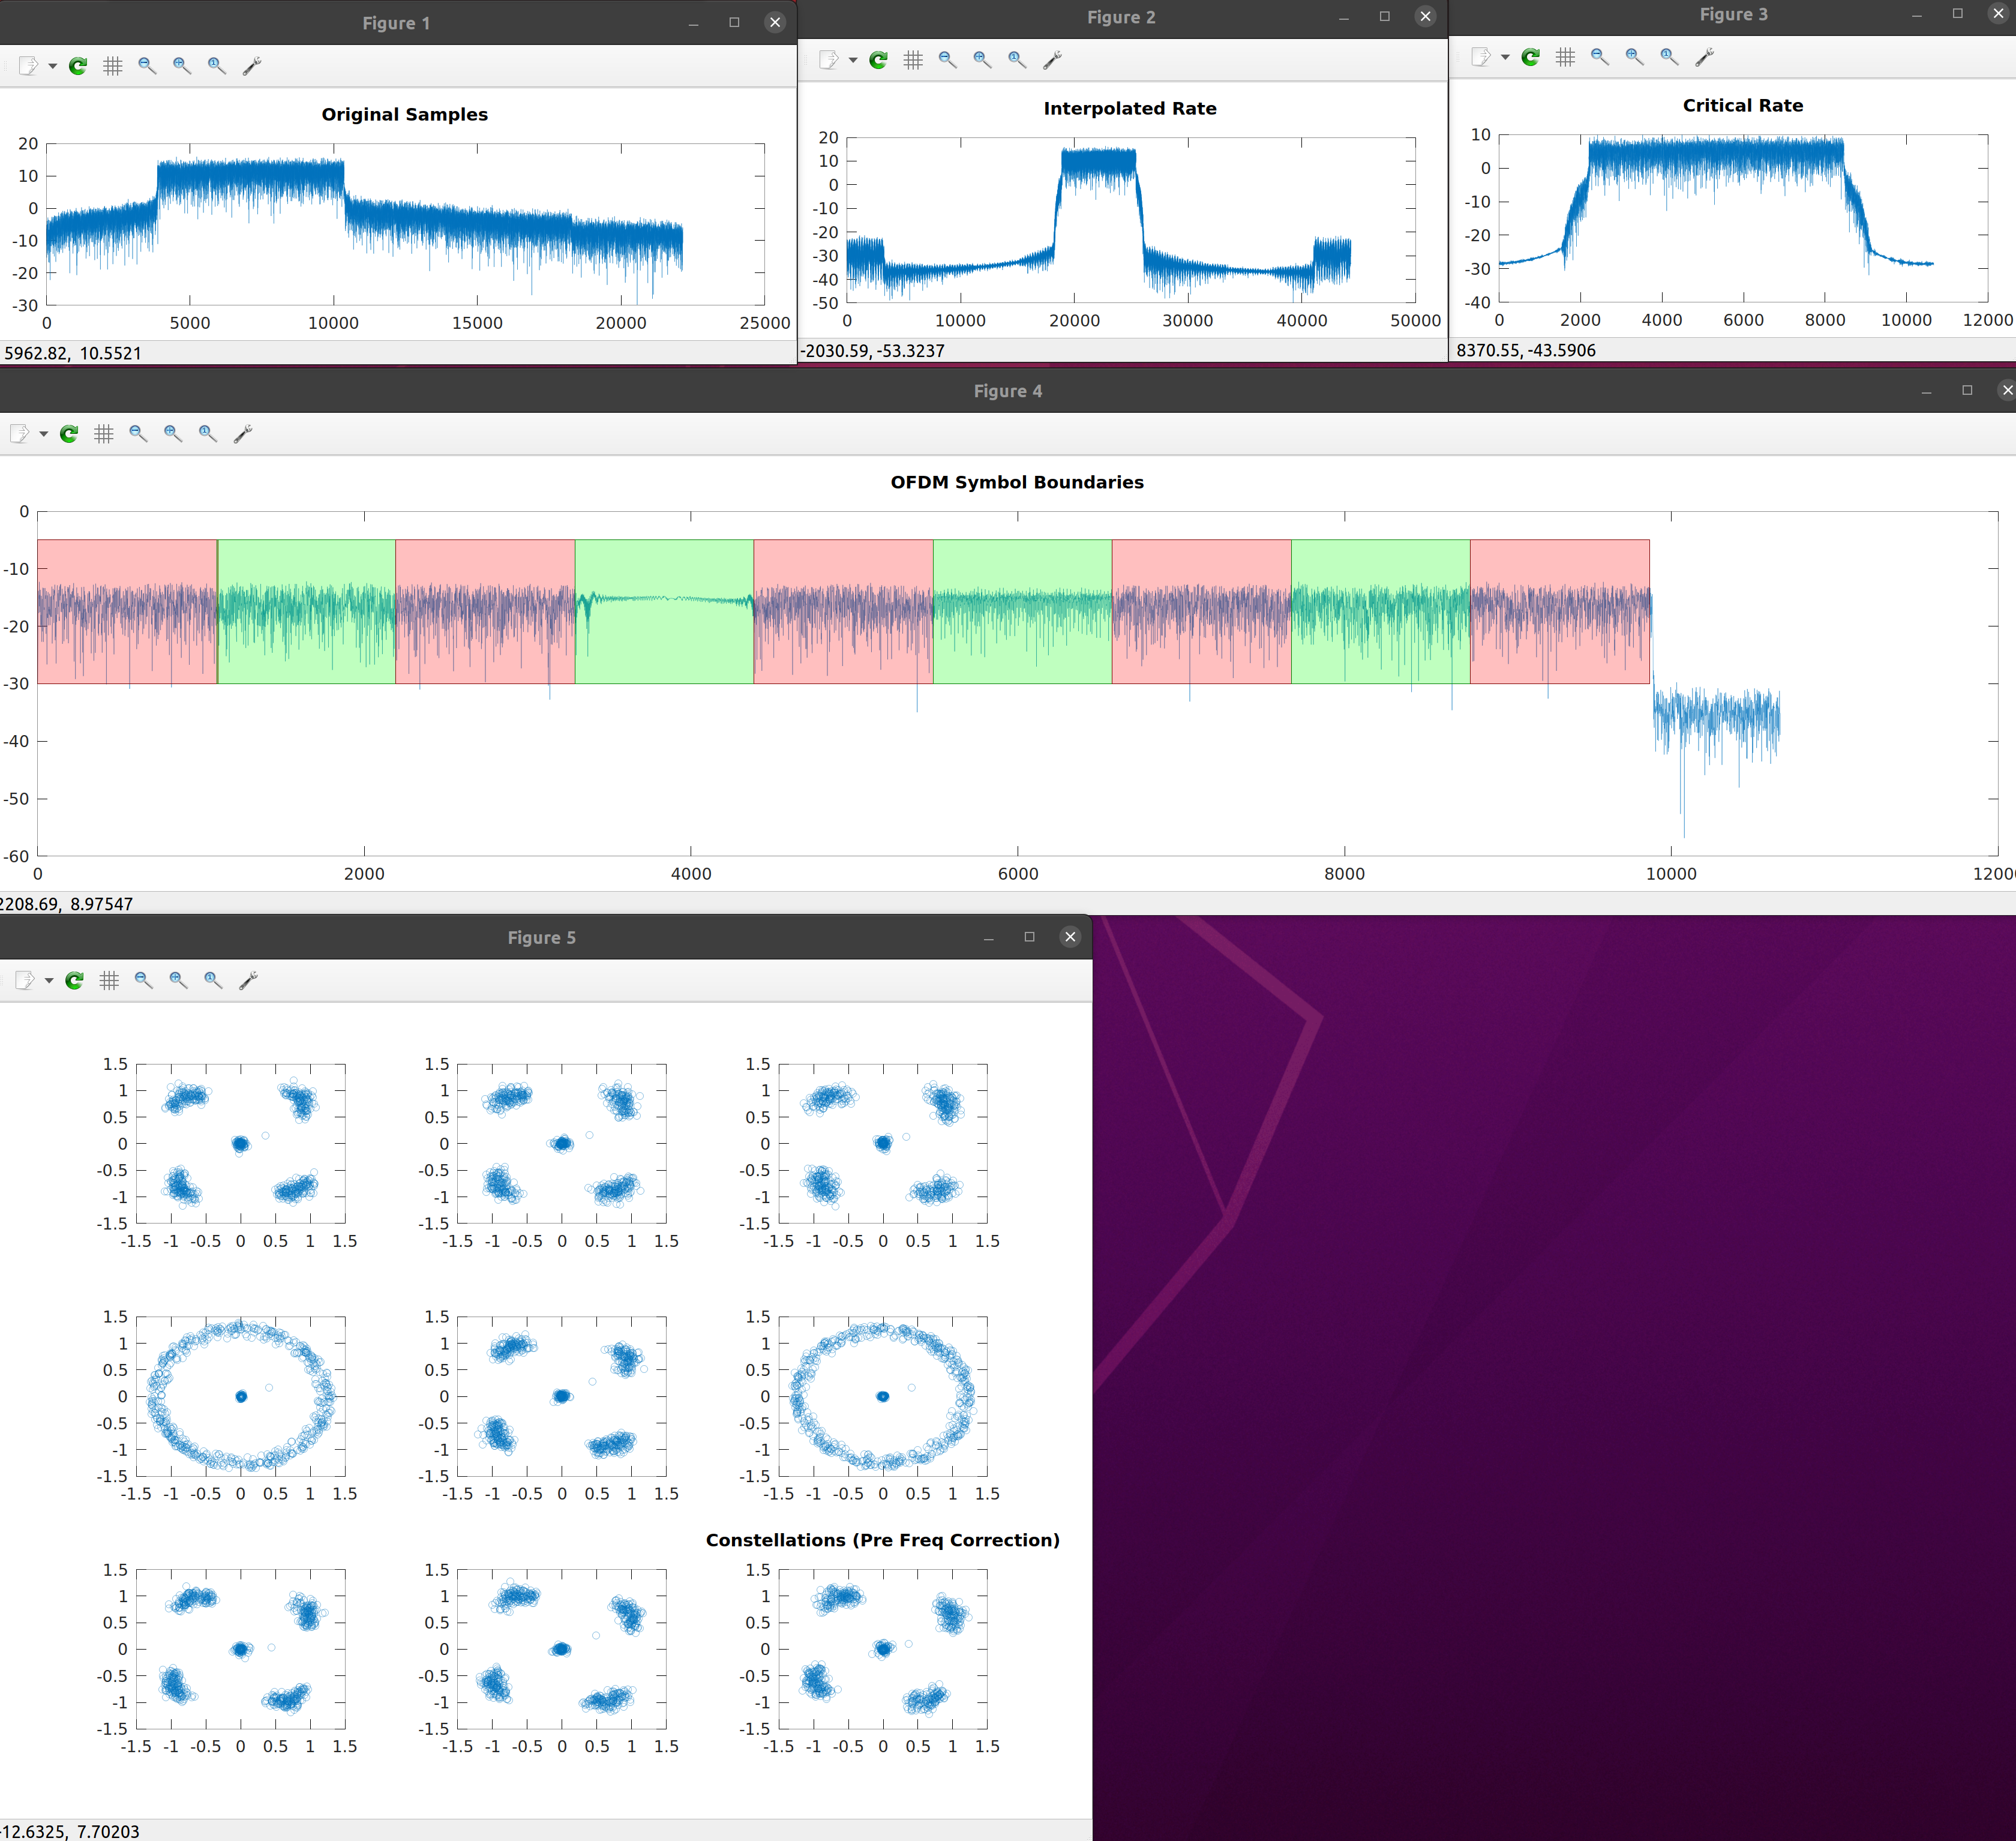 Figure 1
Original Samples
20
10
0
-10
-20
-30
0 5000 10000 15000 20000 25000
5962.82, 10.5521
Figure 2
Interpolated Rate
20
10
0
-10
-20
-30
-40
-50
0 10000 20000 30000 40000 50000
-2030.59, -53.3237
Figure 3
Critical Rate
10
0
-10
-20
-30
-40
0 2000 4000 6000 8000 10000 12000
8370.55, -43.5906
Figure 4
OFDM Symbol Boundaries
0
-10
-20
-30
-40
-50
-60
0 2000 4000 6000 8000 10000 1200
2208.69, 8.97547
Figure 5
1.5 1.5 1.5
1 1 1
0.5 0.5 0.5
0 0 0
-0.5 -0.5 -0.5
-1 -1 -1
-1.5 -1.5 -1.5
-1.5 -1 -0.5 0 0.5 1 1.5 -1.5 -1 -0.5 0 0.5 1 1.5 -1.5 -1 -0.5 0 0.5 1 1.5
1.5 1.5 1.5
1 1 1
0.5 0.5 0.5
0 0 0
-0.5 -0.5 -0.5
-1 -1 -1
-1.5 -1.5 -1.5
-1.5 -1 -0.5 0 0.5 1 1.5 -1.5 -1 -0.5 0 0.5 1 1.5 -1.5 -1 -0.5 0 0.5 1 1.5
Constellations (Pre Freq Correction)
1.5 1.5 1.5
1 1 1
0.5 0.5 0.5
0 0 0
-0.5 -0.5 -0.5
-1 -1 -1
-1.5 -1.5 -1.5
-1.5 -1 -0.5 0 0.5 1 1.5 -1.5 -1 -0.5 0 0.5 1 1.5 -1.5 -1 -0.5 0 0.5 1 1.5
-12.6325, 7.70203